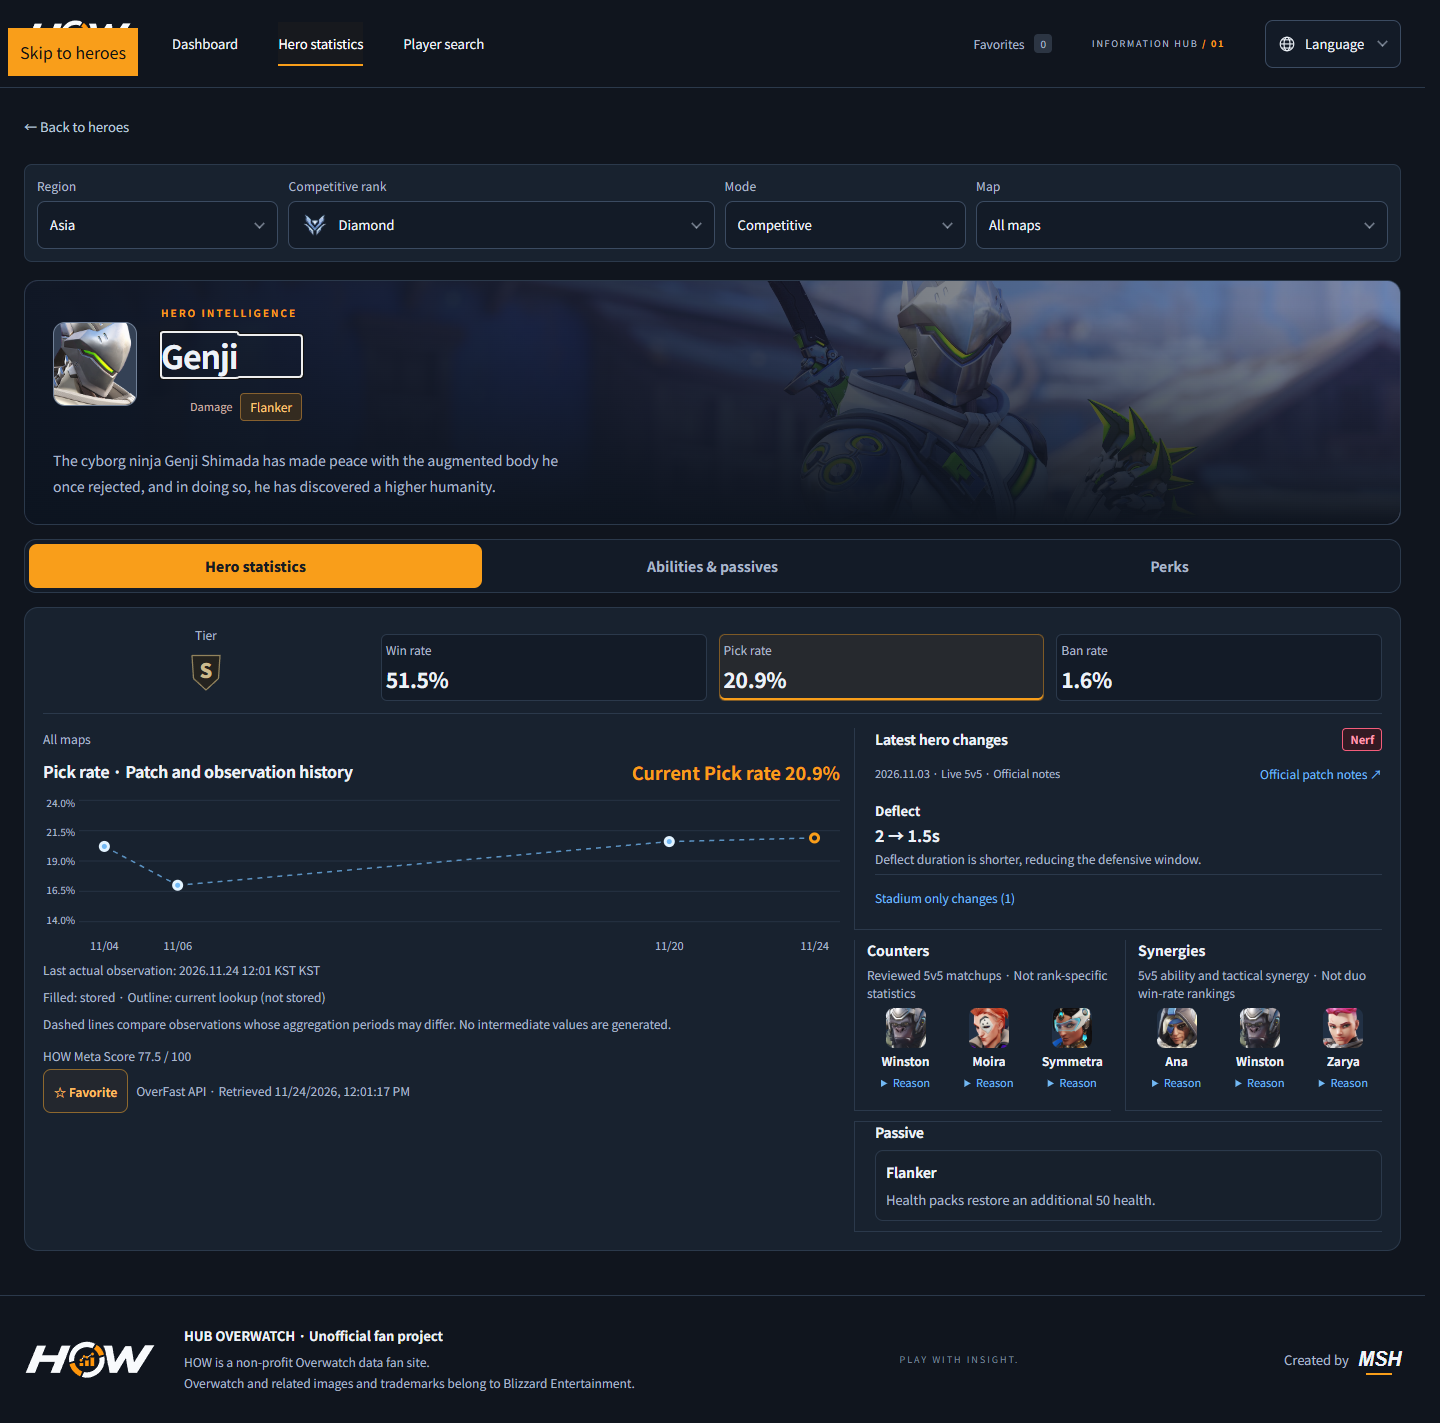 Skip to heroes
Dashboard
Hero statistics
Player search
Favorites 0
INFORMATION HUB / 01
Language
← Back to heroes
Region
Competitive rank
Mode
Map
Asia
Diamond
Competitive
All maps
HERO INTELLIGENCE
Genji
Damage
Flanker
The cyborg ninja Genji Shimada has made peace with the augmented body he
once rejected, and in doing so, he has discovered a higher humanity.
Hero statistics
Abilities & passives
Perks
Tier
S
Win rate
51.5%
Pick rate
20.9%
Ban rate
1.6%
All maps
Pick rate · Patch and observation history
Current Pick rate 20.9%
24.0%
21.5%
19.0%
16.5%
14.0%
11/04
11/06
11/20
11/24
Last actual observation: 2026.11.24 12:01 KST KST
Filled: stored · Outline: current lookup (not stored)
Dashed lines compare observations whose aggregation periods may differ. No intermediate values are generated.
HOW Meta Score 77.5 / 100
☆ Favorite
OverFast API · Retrieved 11/24/2026, 12:01:17 PM
Latest hero changes
Nerf
2026.11.03 · Live 5v5 · Official notes
Official patch notes ↗
Deflect
2 → 1.5s
Deflect duration is shorter, reducing the defensive window.
Stadium only changes (1)
Counters
Reviewed 5v5 matchups · Not rank-specific
statistics
Winston
Moira
Symmetra
▶ Reason
▶ Reason
▶ Reason
Synergies
5v5 ability and tactical synergy · Not duo
win-rate rankings
Ana
Winston
Zarya
▶ Reason
▶ Reason
▶ Reason
Passive
Flanker
Health packs restore an additional 50 health.
HOW
HUB OVERWATCH · Unofficial fan project
HOW is a non-profit Overwatch data fan site.
Overwatch and related images and trademarks belong to Blizzard Entertainment.
PLAY WITH INSIGHT.
Created by MSH